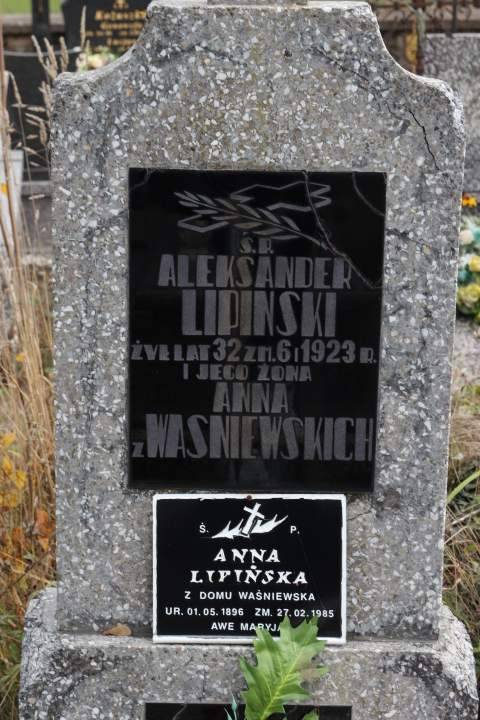 Ś.P.
ALEKSANDER
LIPIŃSKI
ŻYŁ LAT 32 Z M. 6 I 1923 R.
I JEGO ŻONA
ANNA
z WAŚNIEWSKICH
Ś. P.
ANNA
LIPIŃSKA
Z DOMU WAŚNIEWSKA
UR. 01.05.1896 ZM. 27.02.1985
AWE MARYJA